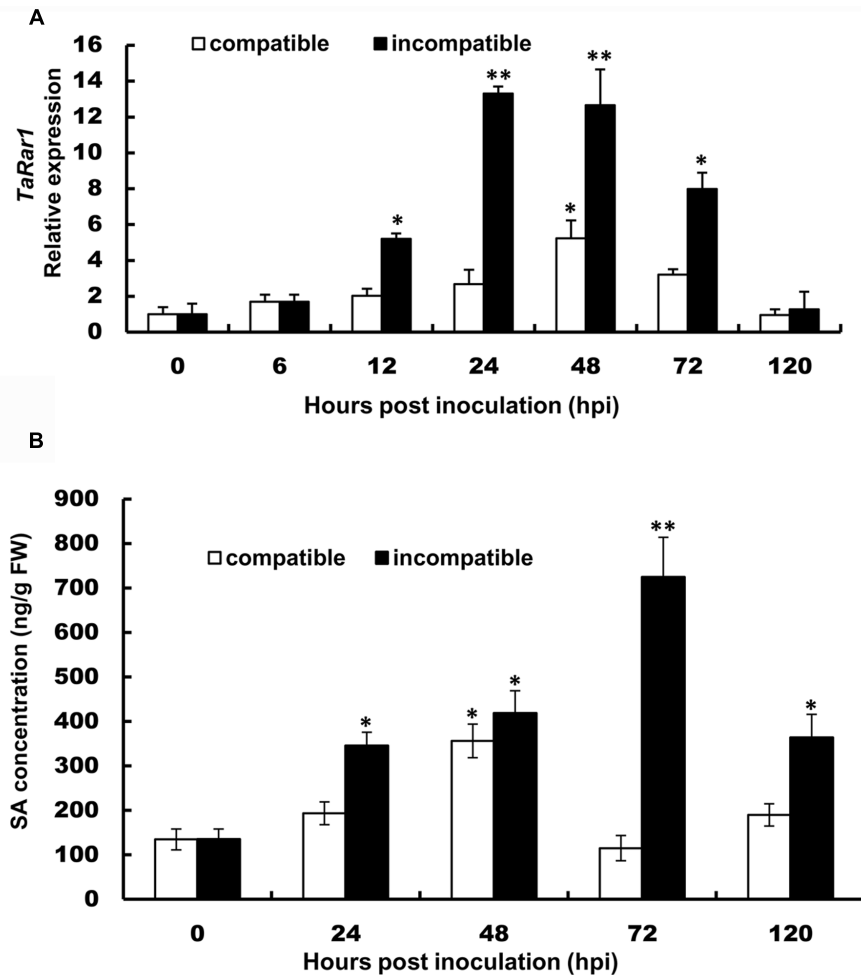 A
compatible incompatible
16
14
12
10
8
6
4
2
0
TaRar1
Relative expression
* ** * ** *
0 6 12 24 48 72 120
Hours post inoculation (hpi)
B
compatible incompatible
900
800
700
600
500
400
300
200
100
0
SA concentration (ng/g FW)
* * * ** *
0 24 48 72 120
Hours post inoculation (hpi)